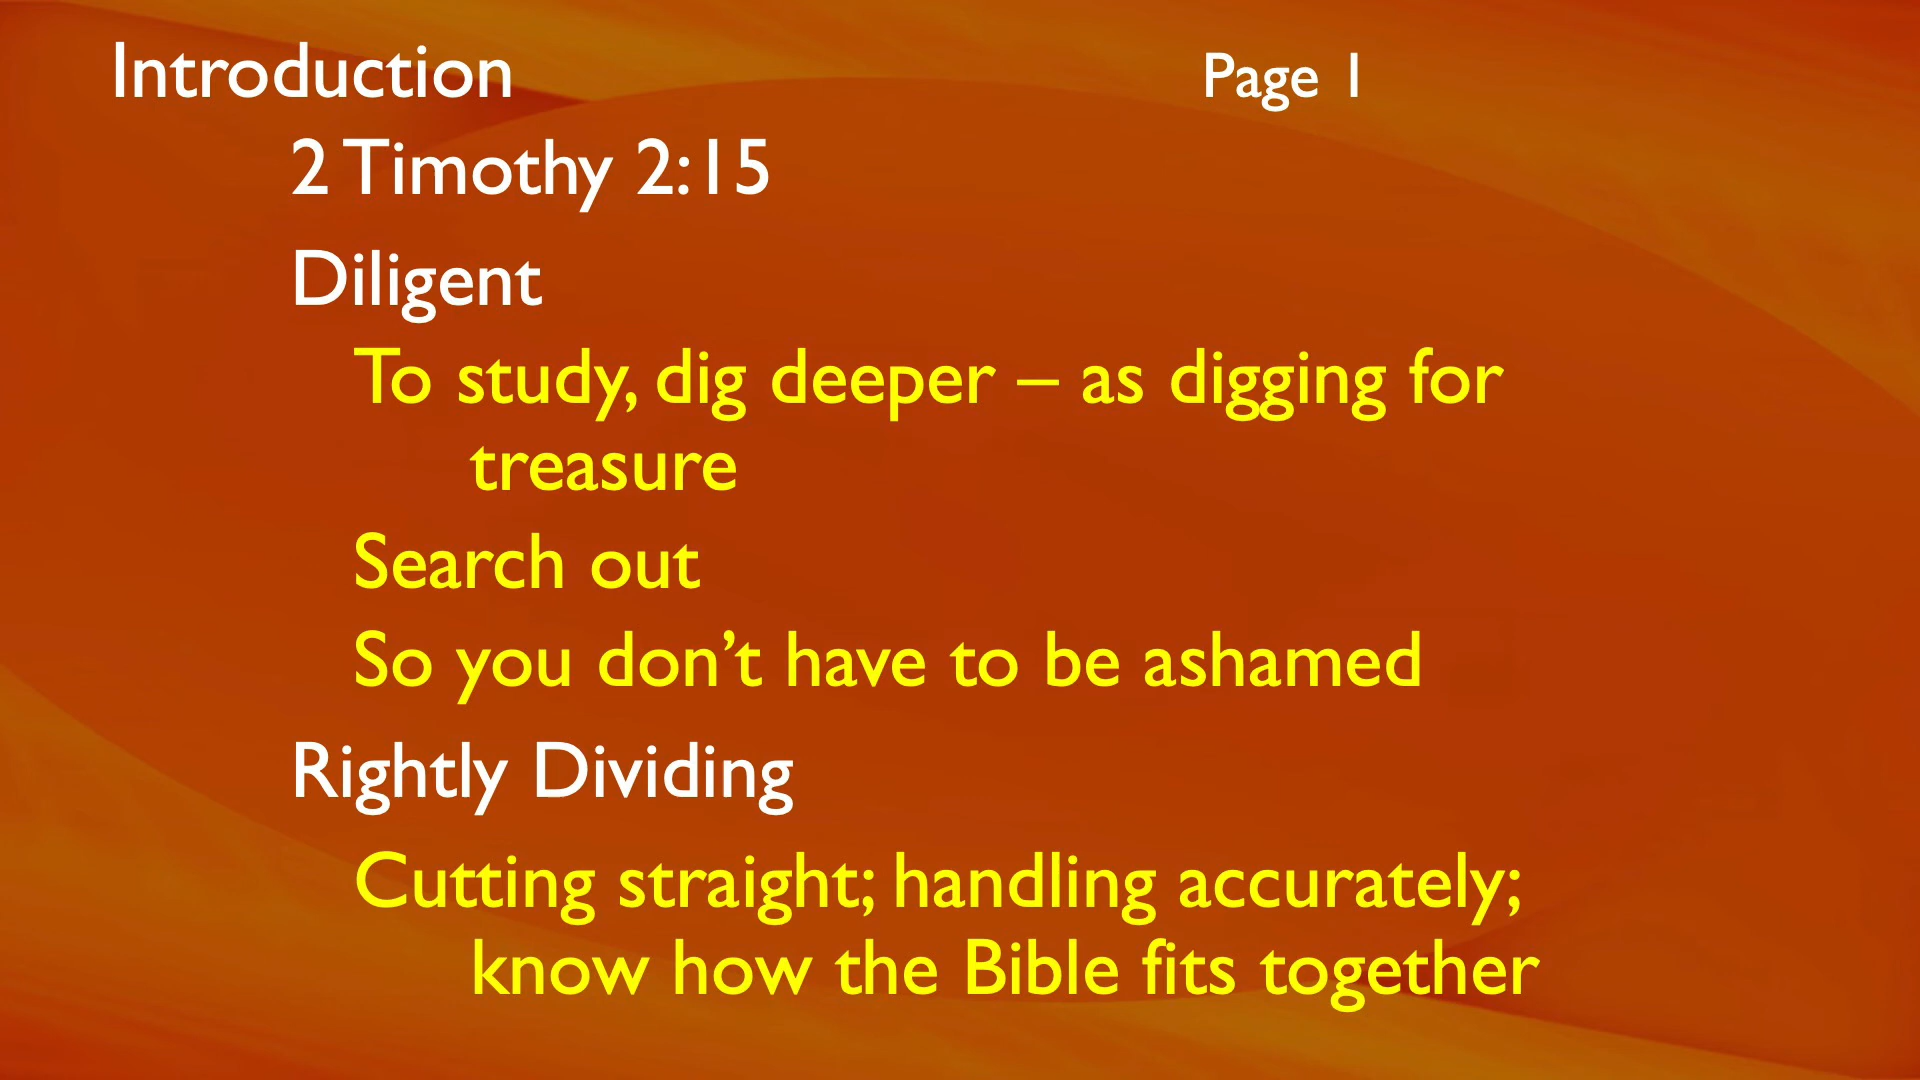 Introduction Page 1
2 Timothy 2:15
Diligent
To study, dig deeper – as digging for
treasure
Search out
So you don’t have to be ashamed
Rightly Dividing
Cutting straight; handling accurately;
know how the Bible fits together